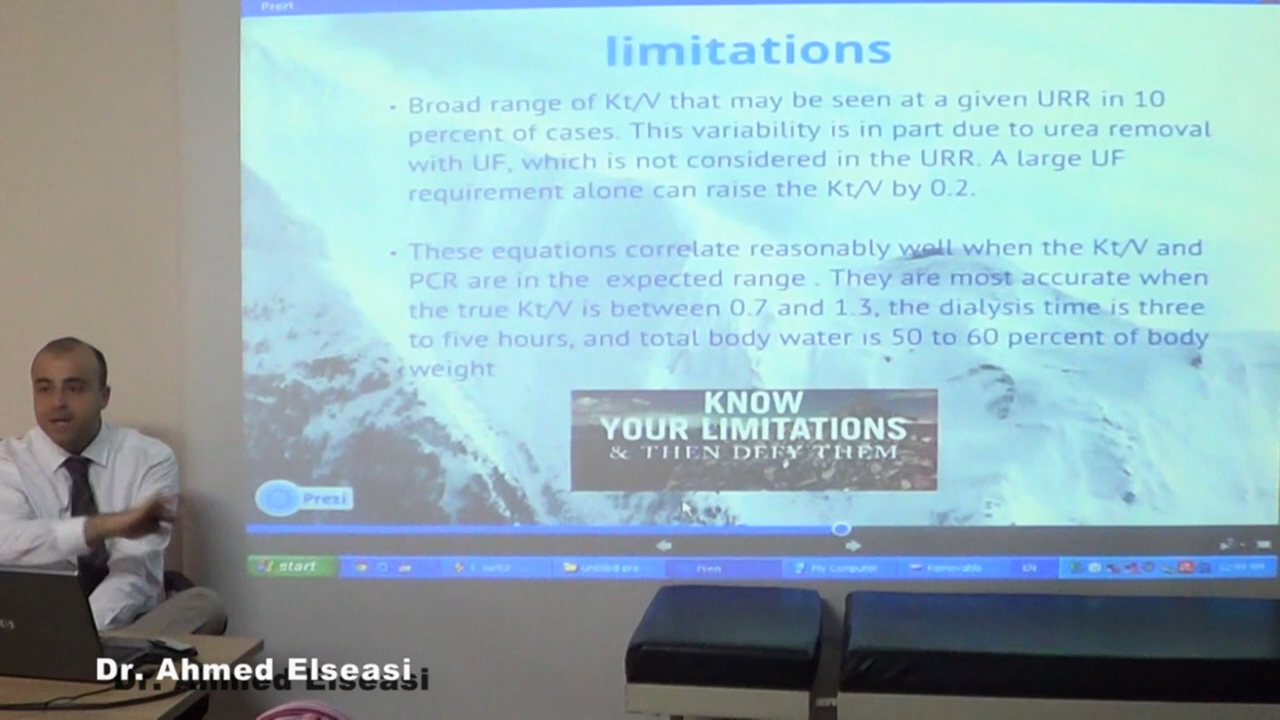 Prezi
limitations
• Broad range of Kt/V that may be seen at a given URR in 10
percent of cases. This variability is in part due to urea removal
with UF, which is not considered in the URR. A large UF
requirement alone can raise the Kt/V by 0.2.
• These equations correlate reasonably well when the Kt/V and
PCR are in the expected range . They are most accurate when
the true Kt/V is between 0.7 and 1.3, the dialysis time is three
to five hours, and total body water is 50 to 60 percent of body
weight
KNOW
YOUR LIMITATIONS
& THEN DEFY THEM
Prezi
start
Prezi
My Computer
Removable
EN
Dr. Ahmed Elseasi